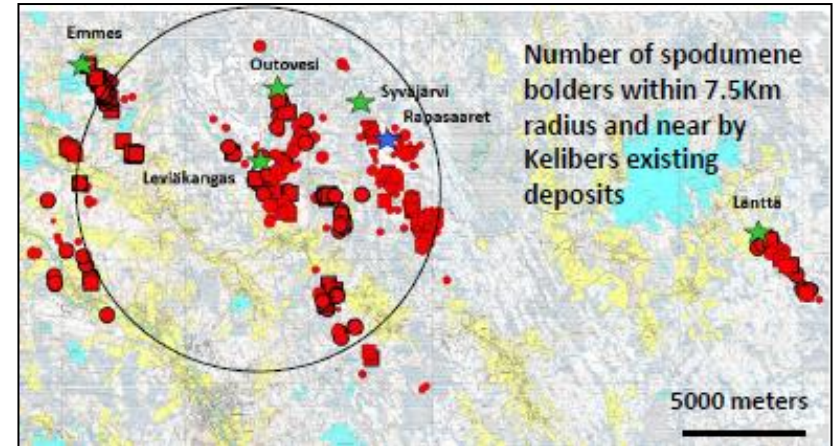 Emmes
Outovesi
Syväjärvi
Rapasaaret
Leviäkangas
Länttä
Number of spodumene
bolders within 7.5Km
radius and near by
Kelibers existing
deposits
5000 meters